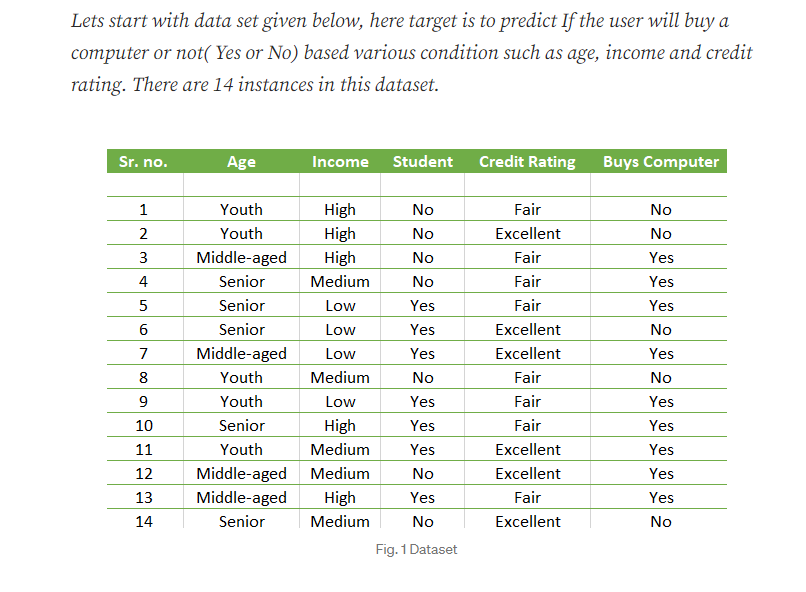 Lets start with data set given below, here target is to predict If the user will buy a
computer or not( Yes or No) based various condition such as age, income and credit
rating. There are 14 instances in this dataset.
Sr. no. Age Income Student Credit Rating Buys Computer
1 Youth High No Fair No
2 Youth High No Excellent No
3 Middle-aged High No Fair Yes
4 Senior Medium No Fair Yes
5 Senior Low Yes Fair Yes
6 Senior Low Yes Excellent No
7 Middle-aged Low Yes Excellent Yes
8 Youth Medium No Fair No
9 Youth Low Yes Fair Yes
10 Senior High Yes Fair Yes
11 Youth Medium Yes Excellent Yes
12 Middle-aged Medium No Excellent Yes
13 Middle-aged High Yes Fair Yes
14 Senior Medium No Excellent No
Fig. 1 Dataset